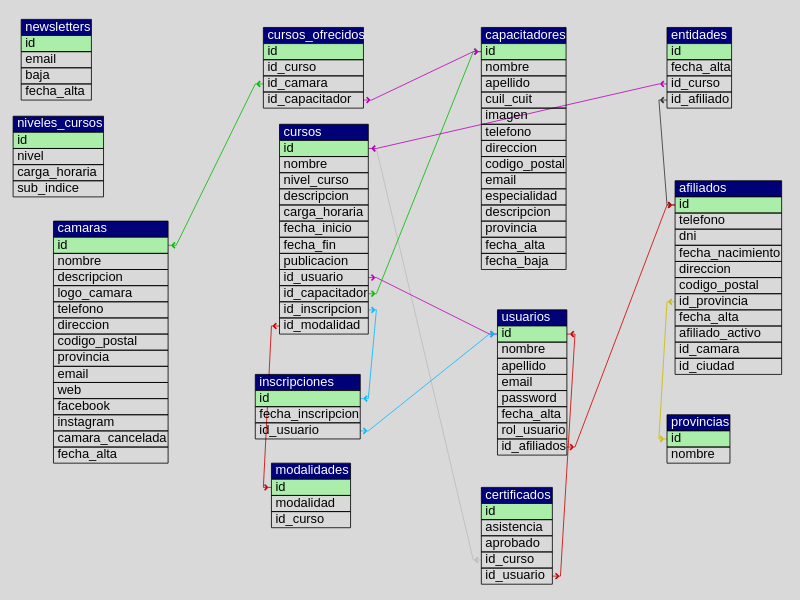 newsletters
id
email
baja
fecha_alta
niveles_cursos
id
nivel
carga_horaria
sub_indice
camaras
id
nombre
descripcion
logo_camara
telefono
direccion
codigo_postal
provincia
email
web
facebook
instagram
camara_cancelada
fecha_alta
cursos_ofrecidos
id
id_curso
id_camara
id_capacitador
cursos
id
nombre
nivel_curso
descripcion
carga_horaria
fecha_inicio
fecha_fin
publicacion
id_usuario
id_capacitador
id_inscripcion
id_modalidad
inscripciones
id
fecha_inscripcion
id_usuario
modalidades
id
modalidad
id_curso
capacitadores
id
nombre
apellido
cuil_cuit
imagen
telefono
direccion
codigo_postal
email
especialidad
descripcion
provincia
fecha_alta
fecha_baja
usuarios
id
nombre
apellido
email
password
fecha_alta
rol_usuario
id_afiliados
certificados
id
asistencia
aprobado
id_curso
id_usuario
entidades
id
fecha_alta
id_curso
id_afiliado
afiliados
id
telefono
dni
fecha_nacimiento
direccion
codigo_postal
id_provincia
fecha_alta
afiliado_activo
id_camara
id_ciudad
provincias
id
nombre